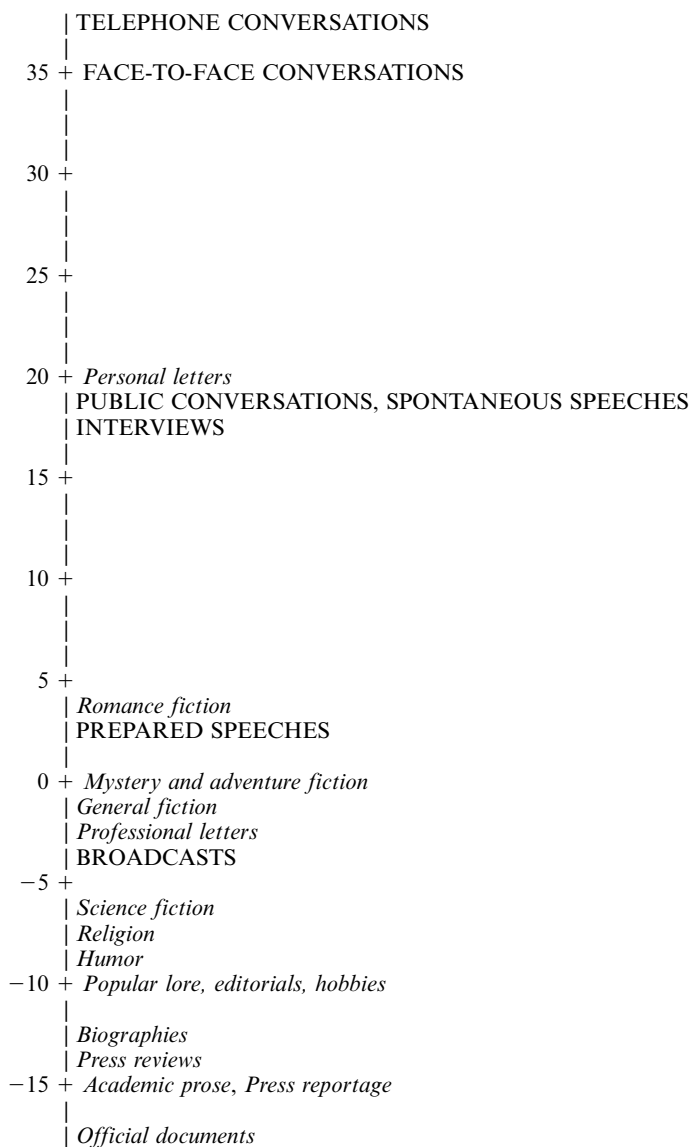 TELEPHONE CONVERSATIONS
35 + FACE-TO-FACE CONVERSATIONS
30 +
25 +
20 + Personal letters
PUBLIC CONVERSATIONS, SPONTANEOUS SPEECHES
INTERVIEWS
15 +
10 +
5 +
Romance fiction
PREPARED SPEECHES
0 + Mystery and adventure fiction
General fiction
Professional letters
BROADCASTS
−5 +
Science fiction
Religion
Humor
−10 + Popular lore, editorials, hobbies
Biographies
Press reviews
−15 + Academic prose, Press reportage
Official documents